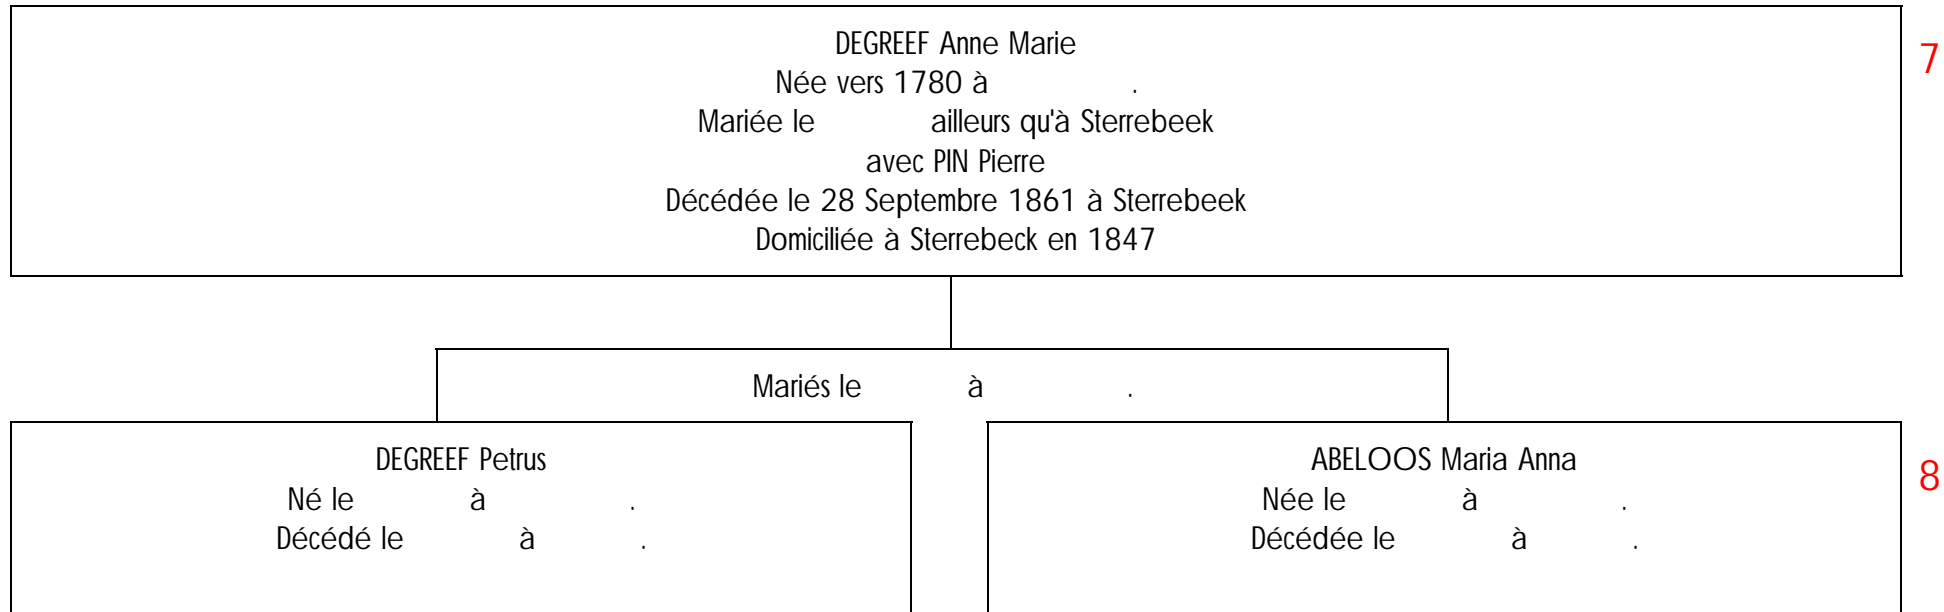 DEGREEF Anne Marie
7
Née vers 1780 à .
Mariée le ailleurs qu'à Sterrebeek
avec PIN Pierre
Décédée le 28 Septembre 1861 à Sterrebeek
Domiciliée à Sterrebeck en 1847
Mariés le à .
DEGREEF Petrus
Né le à .
Décédé le à .
ABELOOS Maria Anna
Née le à .
Décédée le à .
8